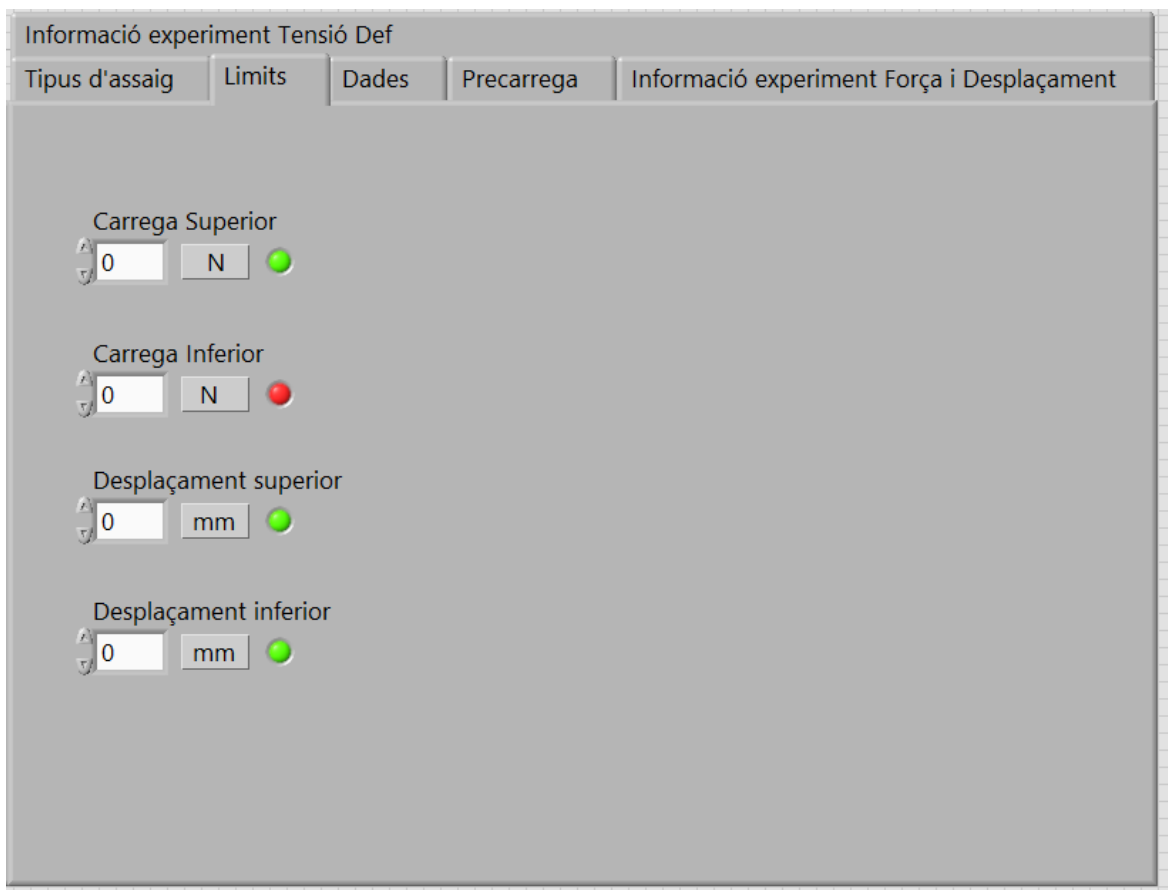 Informació experiment Tensió Def
Tipus d'assaig Limits Dades Precarrega Informació experiment Força i Desplaçament
Carrega Superior
0 N
Carrega Inferior
0 N
Desplaçament superior
0 mm
Desplaçament inferior
0 mm